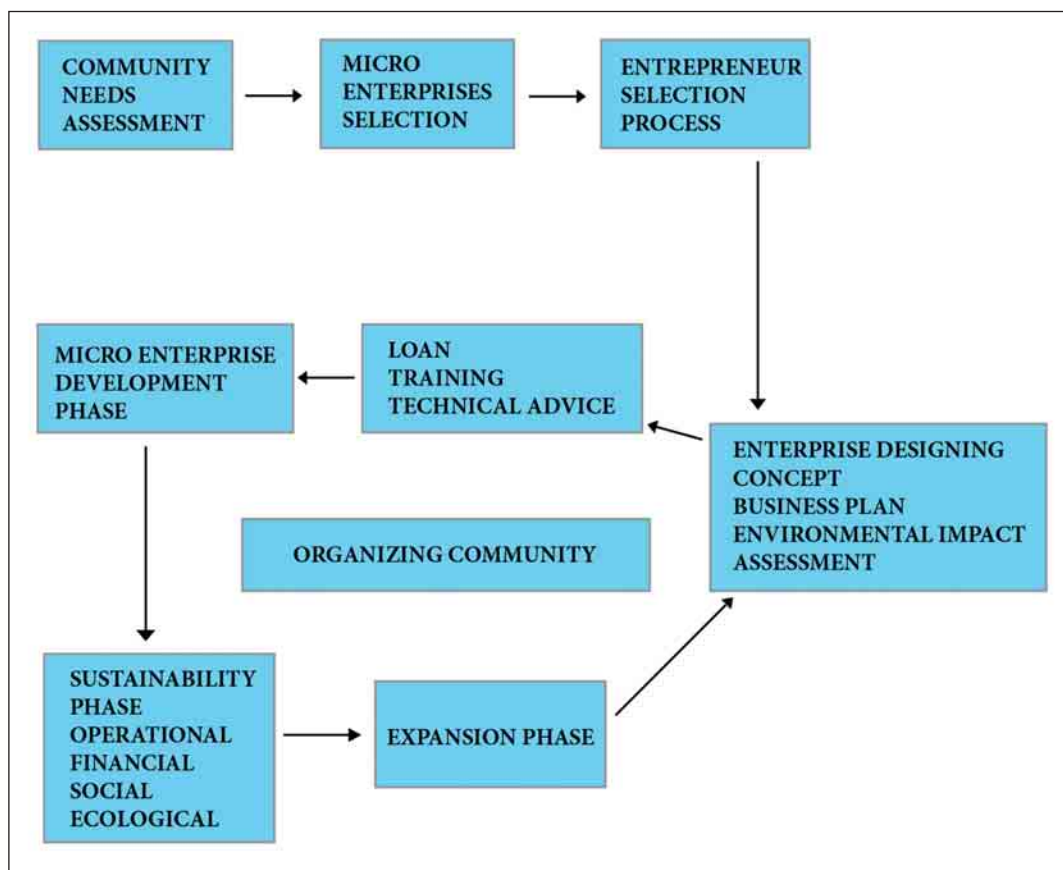 COMMUNITY
NEEDS
ASSESSMENT
MICRO
ENTERPRISES
SELECTION
ENTREPRENEUR
SELECTION
PROCESS
MICRO ENTERPRISE
DEVELOPMENT
PHASE
LOAN
TRAINING
TECHNICAL ADVICE
ENTERPRISE DESIGNING
CONCEPT
BUSINESS PLAN
ENVIRONMENTAL IMPACT
ASSESSMENT
ORGANIZING COMMUNITY
SUSTAINABILITY
PHASE
OPERATIONAL
FINANCIAL
SOCIAL
ECOLOGICAL
EXPANSION PHASE